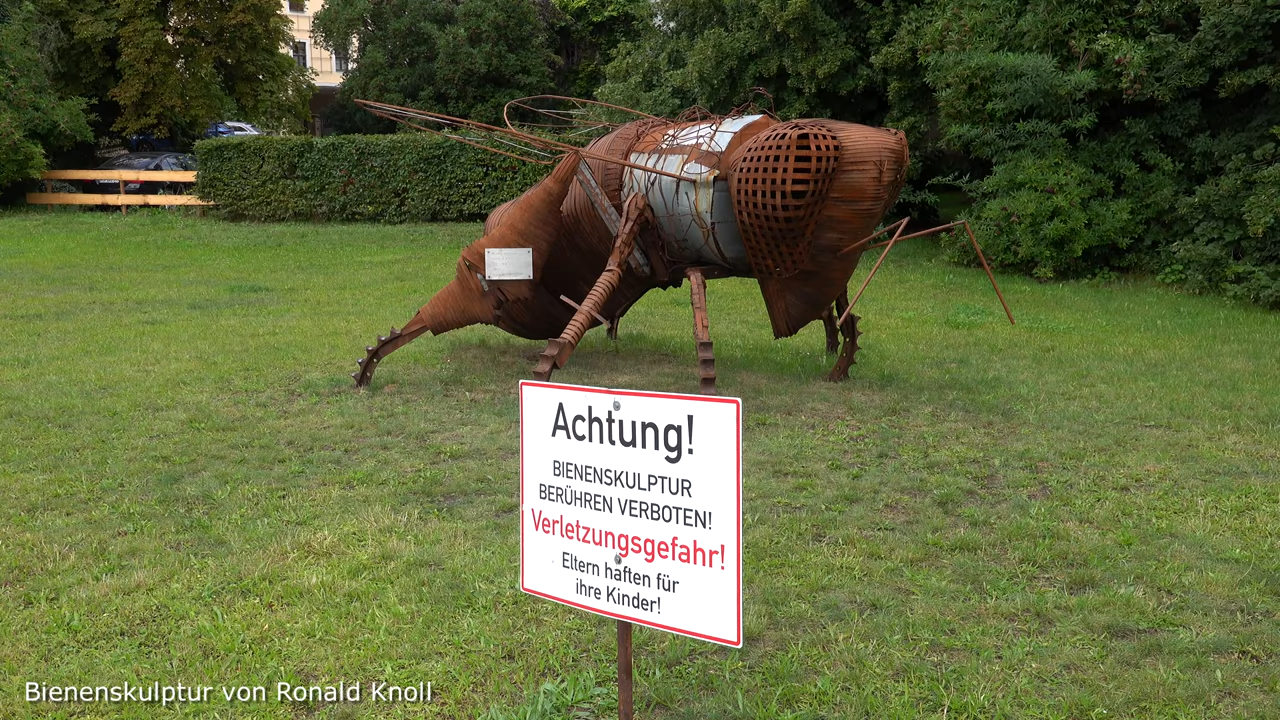 Achtung!
BIENENSKULPTUR
BERÜHREN VERBOTEN!
Verletzungsgefahr!
Eltern haften für
ihre Kinder!
Bienenskulptur von Ronald Knoll